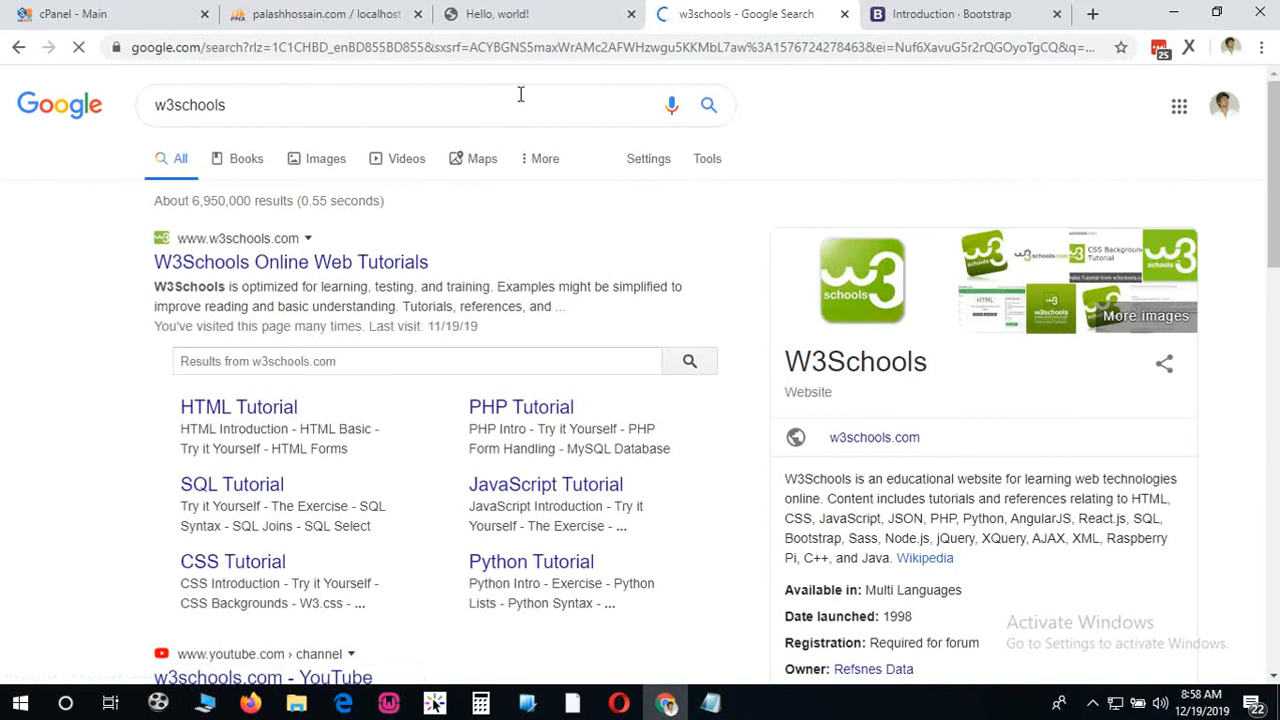 cPanel - Main
palashhossain.com / localhost
Hello, world!
w3schools - Google Search
Introduction - Bootstrap
google.com/search?rlz=1C1CHBD_enBD855BD855&sxsrf=ACYBGNS5maxWrAMc2AFWHzwgu5KKMbL7aw%3A1576724278463&ei=Nuf6XavuG5r2rQGOyoTgCQ&q=...
25
Google
w3schools
All
Books
Images
Videos
Maps
More
Settings
Tools
About 6,950,000 results (0.55 seconds)
www.w3schools.com
W3Schools Online Web Tutorials
W3Schools is optimized for learning, testing, and training. Examples might be simplified to
improve reading and basic understanding. Tutorials, references, and ...
You've visited this page many times. Last visit: 11/19/19
Results from w3schools.com
HTML Tutorial
HTML Introduction - HTML Basic -
Try it Yourself - HTML Forms
PHP Tutorial
PHP Intro - Try it Yourself - PHP
Form Handling - MySQL Database
SQL Tutorial
Try it Yourself - The Exercise - SQL
Syntax - SQL Joins - SQL Select
JavaScript Tutorial
JavaScript Introduction - Try it
Yourself - The Exercise - ...
CSS Tutorial
CSS Introduction - Try it Yourself -
CSS Backgrounds - W3.css - ...
Python Tutorial
Python Intro - Exercise - Python
Lists - Python Syntax - ...
www.youtube.com › channel
w3schools.com - YouTube
w3
schools
CSS Background
Tutorial
HTML
More images
W3Schools
Website
w3schools.com
W3Schools is an educational website for learning web technologies
online. Content includes tutorials and references relating to HTML,
CSS, JavaScript, JSON, PHP, Python, AngularJS, React.js, SQL,
Bootstrap, Sass, Node.js, jQuery, XQuery, AJAX, XML, Raspberry
Pi, C++, and Java. Wikipedia
Available in: Multi Languages
Date launched: 1998
Registration: Required for forum
Owner: Refsnes Data
Activate Windows
Go to Settings to activate Windows.
8:58 AM
12/19/2019
22